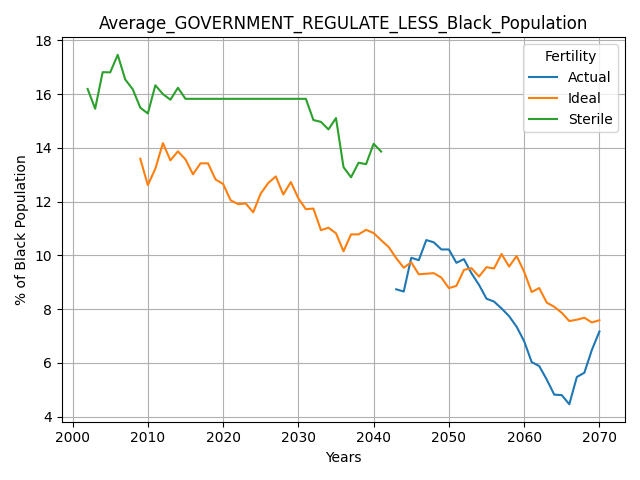 Average_GOVERNMENT_REGULATE_LESS_Black_Population
% of Black Population
18
16
14
12
10
8
6
4
Fertility
Actual
Ideal
Sterile
2000 2010 2020 2030 2040 2050 2060 2070
Years